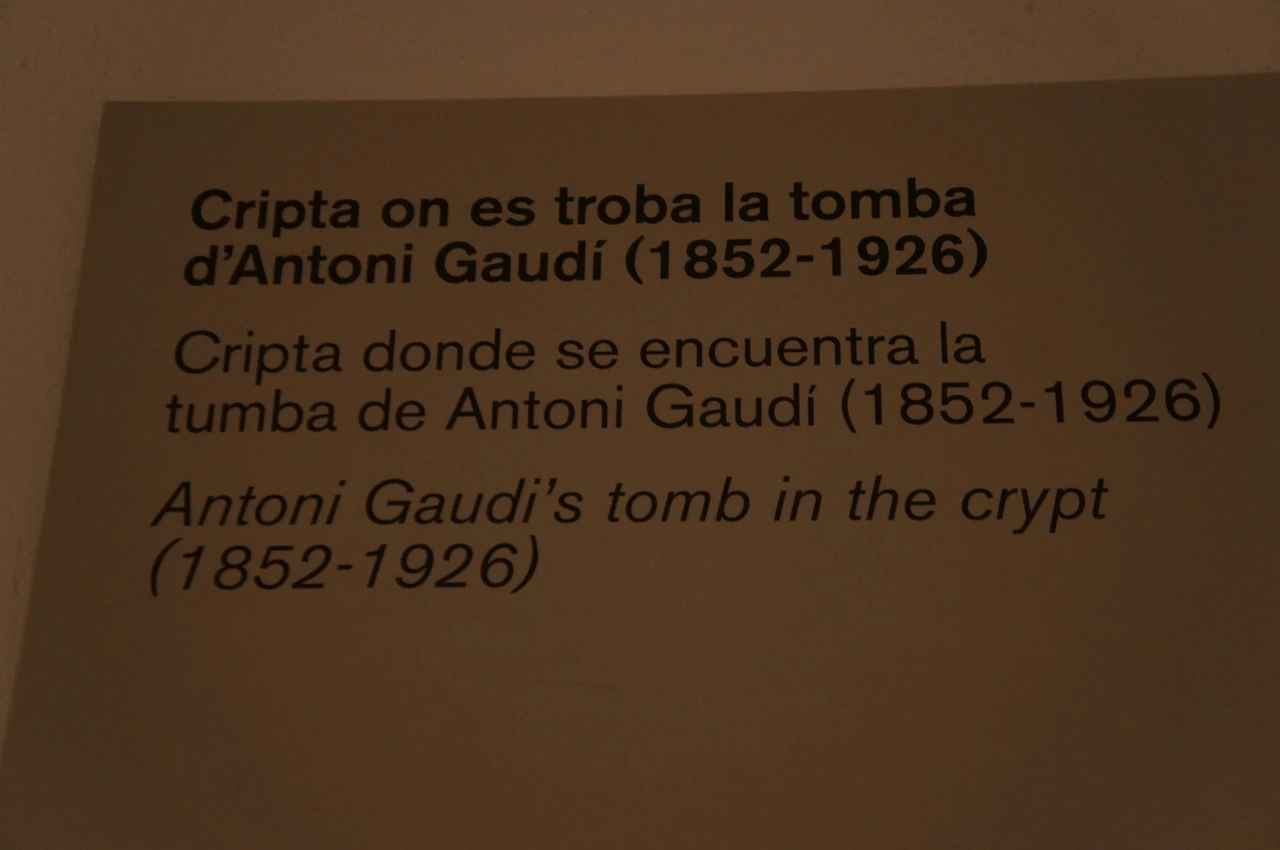 Cripta on es troba la tomba
d’Antoni Gaudí (1852-1926)
Cripta donde se encuentra la
tumba de Antoni Gaudí (1852-1926)
Antoni Gaudi’s tomb in the crypt
(1852-1926)